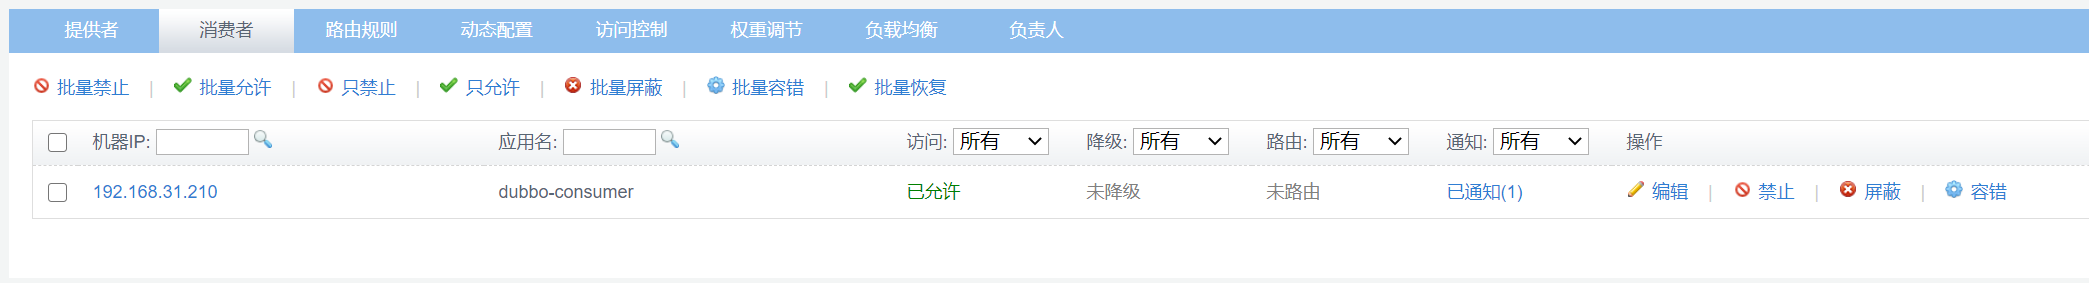 提供者 消费者 路由规则 动态配置 访问控制 权重调节 负载均衡 负责人
批量禁止 | 批量允许 | 只禁止 | 只允许 | 批量屏蔽 | 批量容错 | 批量恢复
机器IP: 应用名: 访问: 所有 降级: 所有 路由: 所有 通知: 所有 操作
192.168.31.210 dubbo-consumer 已允许 未降级 未路由 已通知(1) 编辑 | 禁止 | 屏蔽 | 容错